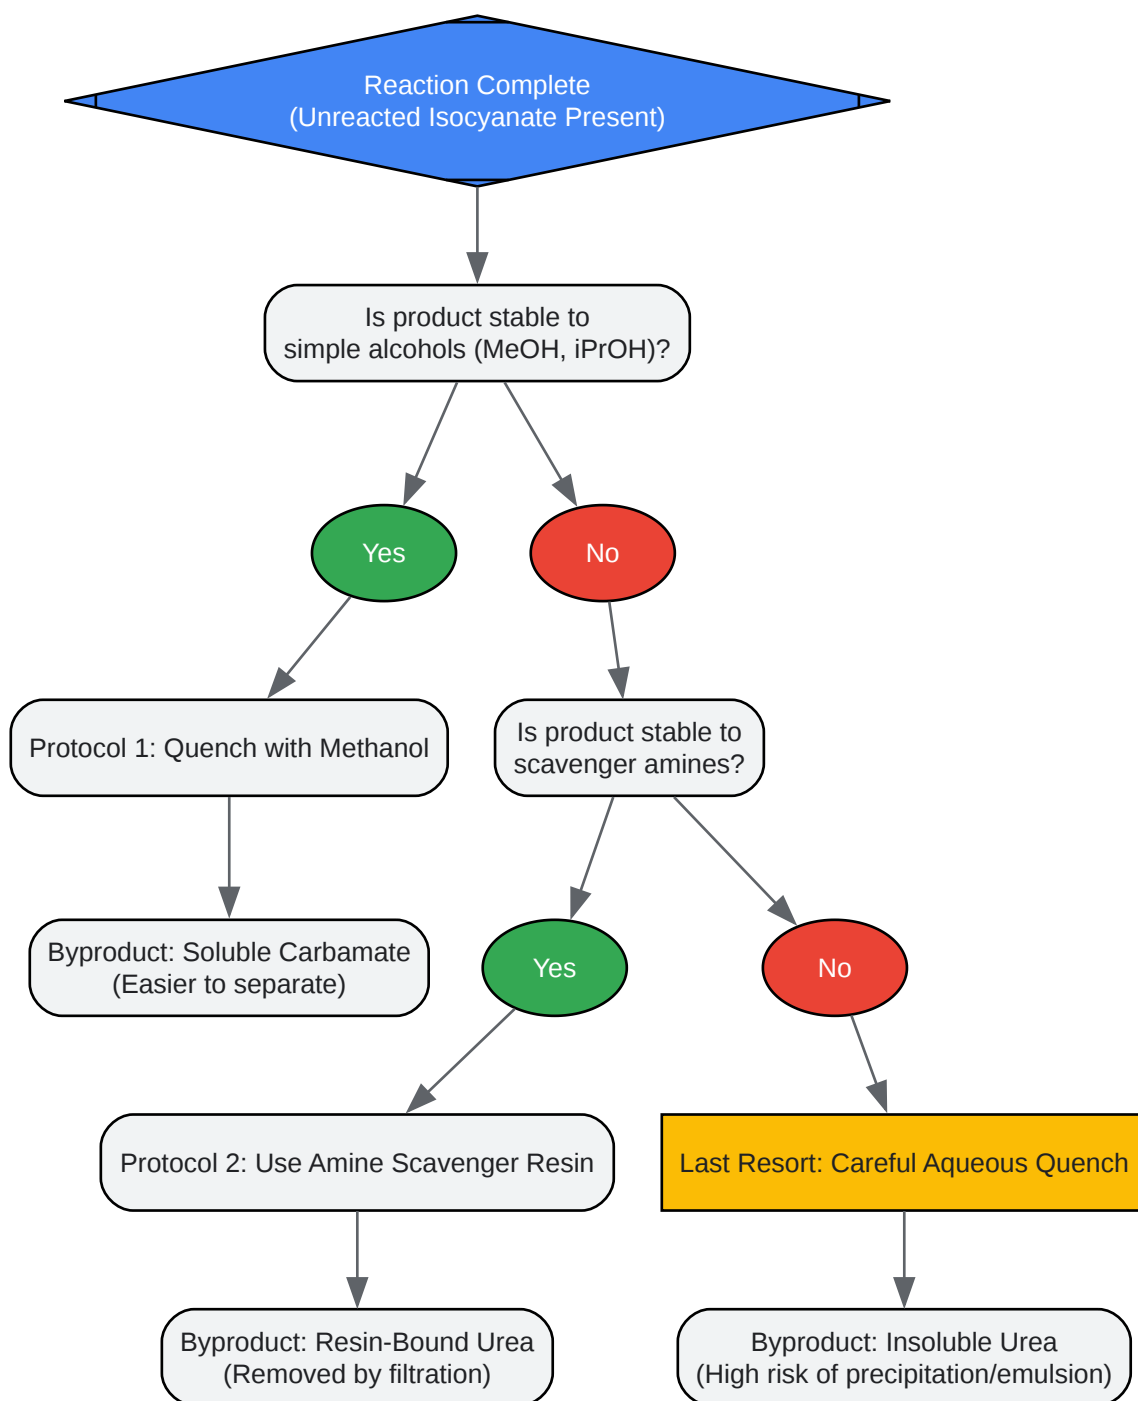 Reaction Complete
(Unreacted Isocyanate Present)
Is product stable to
simple alcohols (MeOH, iPrOH)?
Yes
No
Protocol 1: Quench with Methanol
Is product stable to
scavenger amines?
Byproduct: Soluble Carbamate
(Easier to separate)
Yes
No
Protocol 2: Use Amine Scavenger Resin
Last Resort: Careful Aqueous Quench
Byproduct: Resin-Bound Urea
(Removed by filtration)
Byproduct: Insoluble Urea
(High risk of precipitation/emulsion)